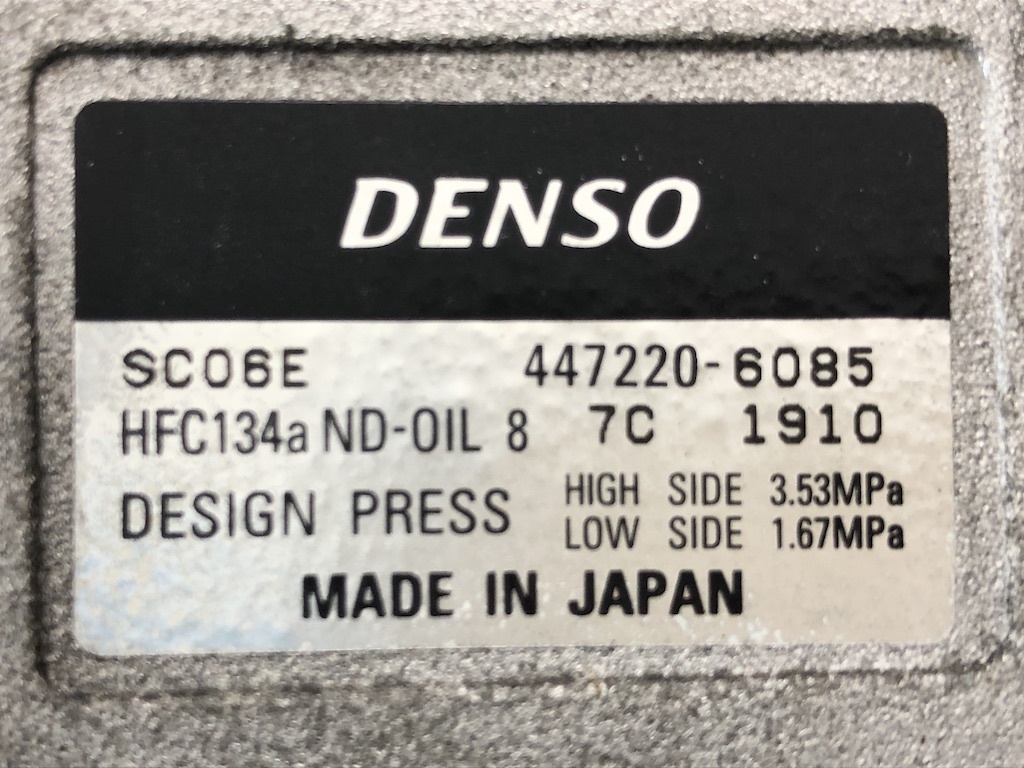 DENSO
SC06E 447220-6085
HFC134a ND-OIL 8 7C 1910
DESIGN PRESS HIGH SIDE 3.53MPa
LOW SIDE 1.67MPa
MADE IN JAPAN